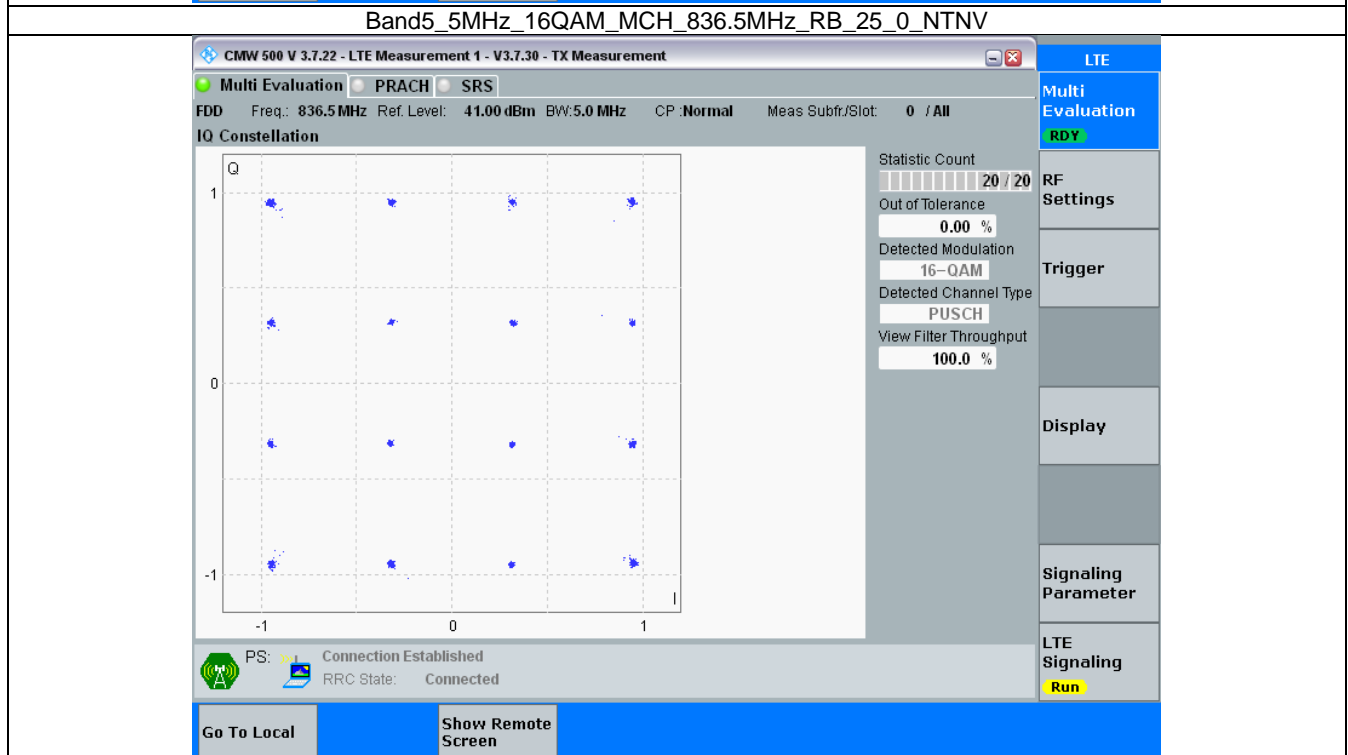 Band5_5MHz_16QAM_MCH_836.5MHz_RB_25_0_NTNV
CMW 500 V 3.7.22 - LTE Measurement 1 - V3.7.30 - TX Measurement
LTE
Multi Evaluation PRACH SRS
FDD Freq.: 836.5 MHz Ref. Level: 41.00 dBm BW:5.0 MHz CP :Normal Meas Subfr./Slot: 0 / All
IQ Constellation
Q
1
0
-1
I
-1 0 1
Statistic Count
20 / 20
Out of Tolerance
0.00 %
Detected Modulation
16-QAM
Detected Channel Type
PUSCH
View Filter Throughput
100.0 %
Multi
Evaluation
RDY
RF
Settings
Trigger
Display
Signaling
Parameter
LTE
Signaling
Run
PS: Connection Established
RRC State: Connected
Go To Local
Show Remote
Screen